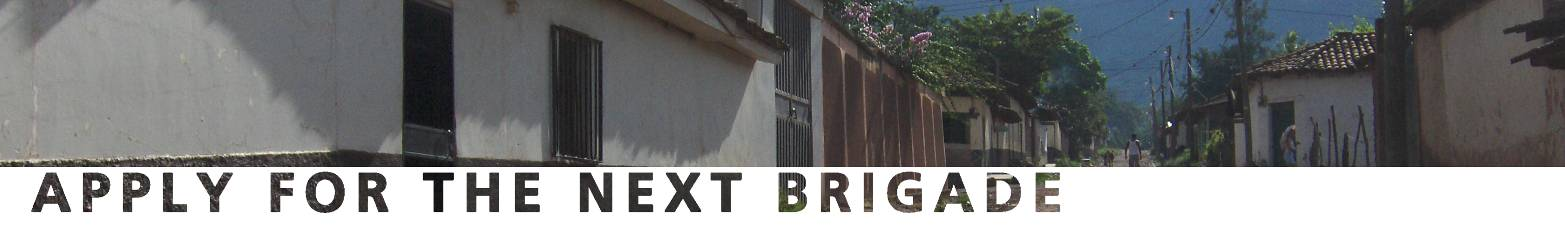 APPLY FOR THE NEXT BRIGADE